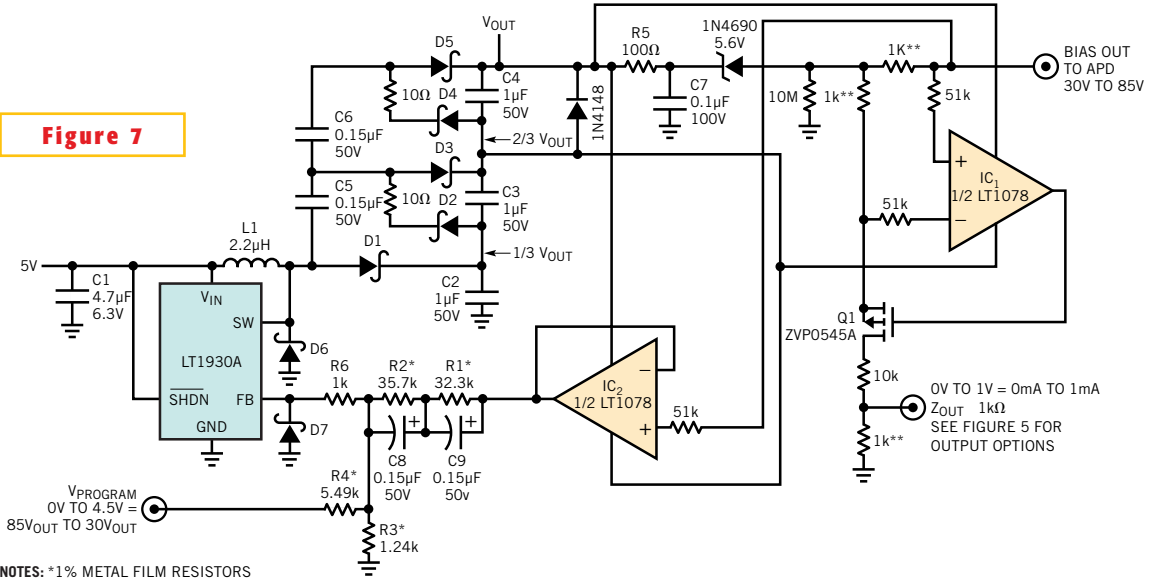 Figure 7
VOUT
D5
10Ω
D4
C4
1µF
50V
2/3 VOUT
C6
0.15µF
50V
D3
10Ω
D2
C3
1µF
50V
C5
0.15µF
50V
1/3 VOUT
L1
2.2µH
D1
C2
1µF
50V
5V
C1
4.7µF
6.3V
VIN
SW
LT1930A
SHDN
FB
GND
D6
D7
R6
1k
R2*
35.7k
R1*
32.3k
C8
0.15µF
50V
C9
0.15µF
50v
+
+
R4*
5.49k
R3*
1.24k
VPROGRAM
0V TO 4.5V =
85VOUT TO 30VOUT
1N4148
R5
100Ω
C7
0.1µF
100V
1N4690
5.6V
10M
1k**
1K**
51k
BIAS OUT
TO APD
30V TO 85V
+
IC1
1/2 LT1078
–
51k
Q1
ZVP0545A
10k
1k**
0V TO 1V = 0mA TO 1mA
ZOUT 1kΩ
SEE FIGURE 5 FOR
OUTPUT OPTIONS
–
IC2
1/2 LT1078
+
51k
NOTES: *1% METAL FILM RESISTORS